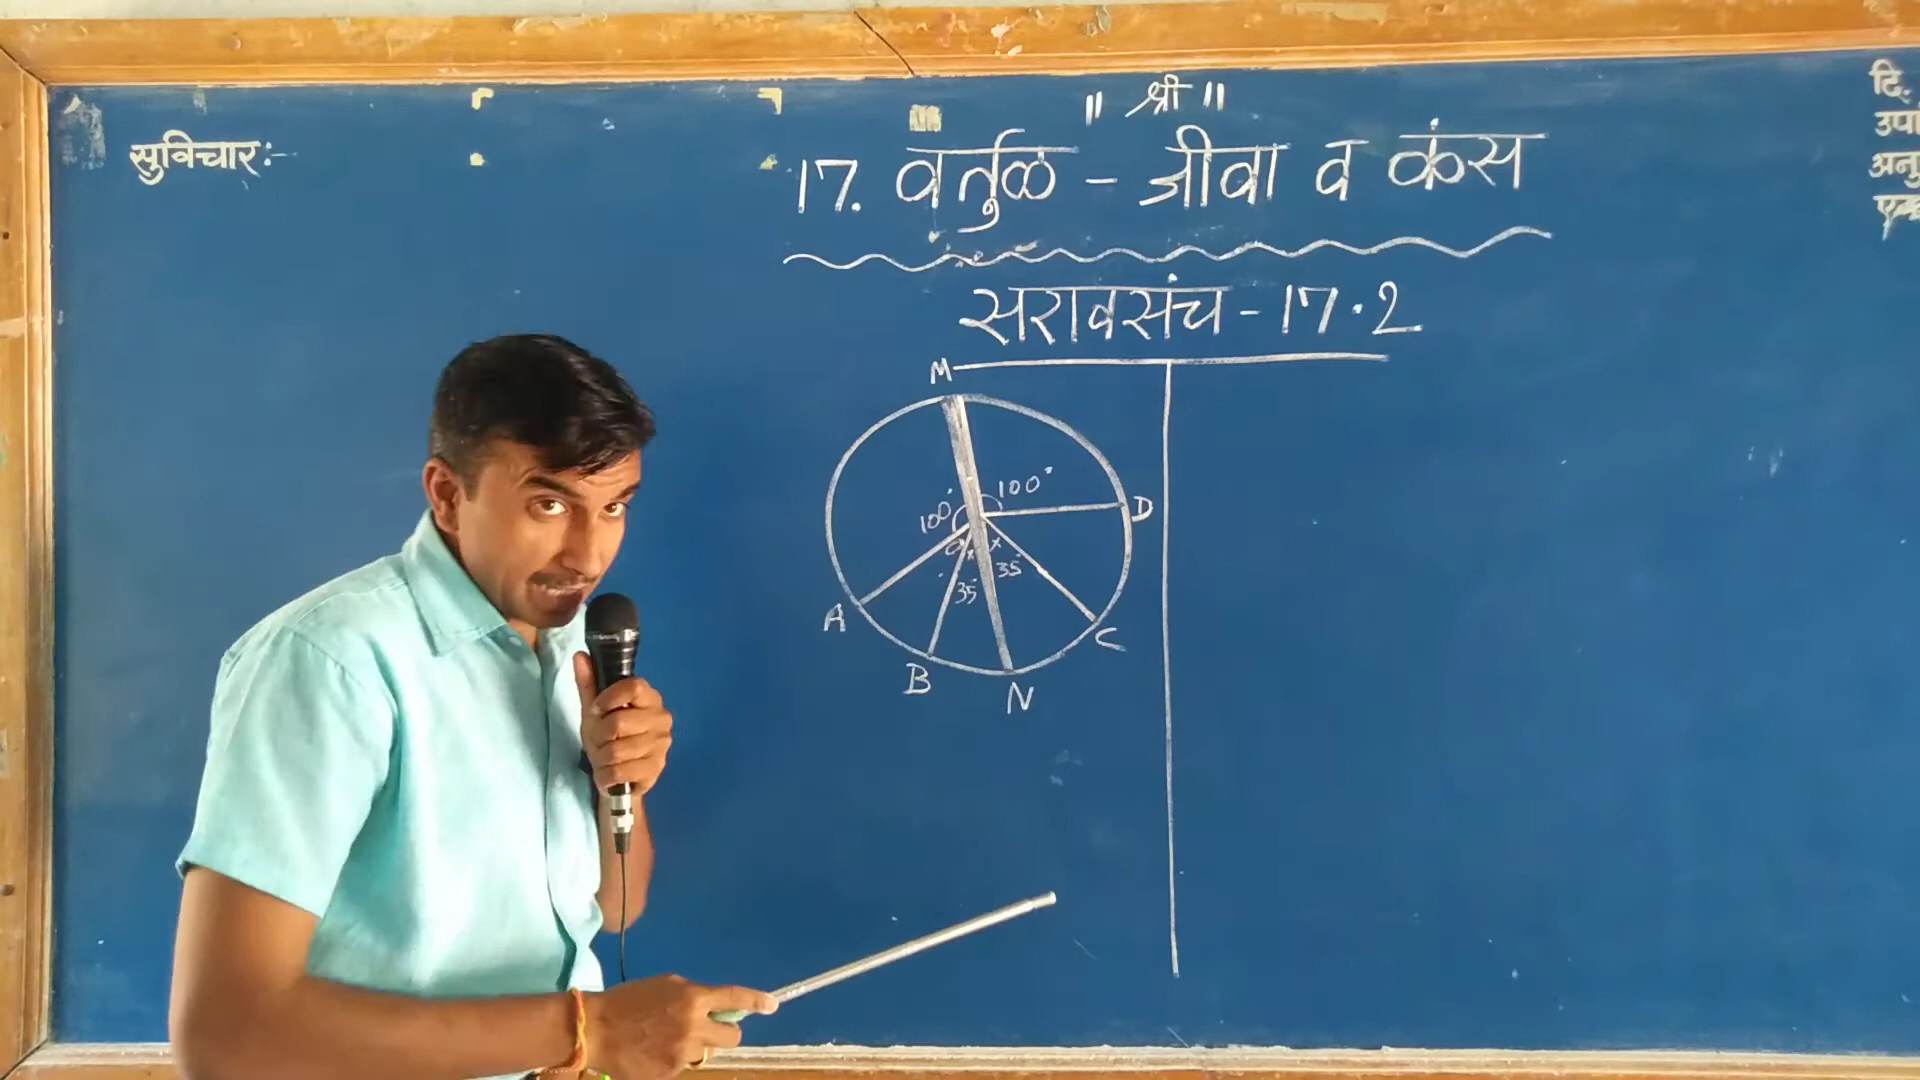 ॥ श्री ॥
सुविचार:-
17. वर्तुळ - जीवा व कंस
सरावसंच - 17.2
M
100°
100°
D
x
x
35°
35°
A
B
N
C
दि.